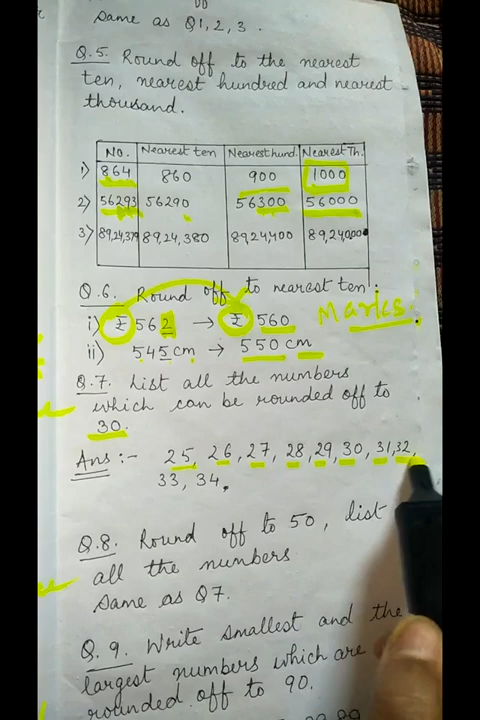 same as Q1, 2, 3.
Q.5. Round off to the nearest
ten, nearest hundred and nearest
thousand.
No. Nearest ten Nearest hund. Nearest Th.
1) 864 860 900 1000
2) 56293 56290 56300 56000
3) 89,24,379 89,24,380 89,24,400 89,24,000
Q.6. Round off to nearest ten:
i) ₹ 562 → ₹ 560 Marks.
ii) 545 cm → 550 cm
Q.7. List all the numbers
which can be rounded off to
30.
Ans :- 25, 26, 27, 28, 29, 30, 31, 32,
33, 34.
Q.8. Round off to 50, list
all the numbers
same as Q7.
Q.9. Write smallest and the
largest numbers which are
rounded off to 90.